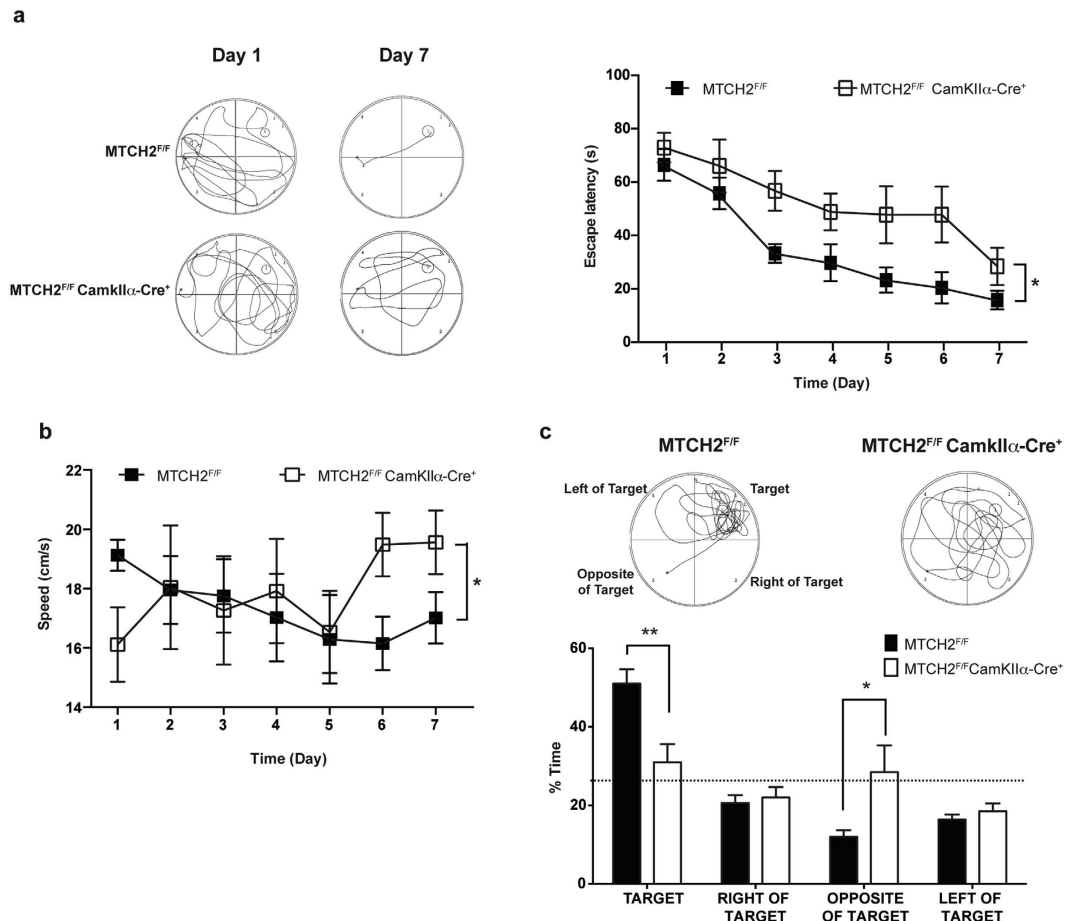 a
Day 1
Day 7
MTCH2F/F
MTCH2F/F CamKIIα-Cre+
MTCH2F/F
MTCH2F/F CamKIIα-Cre+
Escape latency (s)
100
80
60
40
20
0
*
1 2 3 4 5 6 7
Time (Day)
b
MTCH2F/F
MTCH2F/F CamKIIα-Cre+
Speed (cm/s)
22
20
18
16
14
*
1 2 3 4 5 6 7
Time (Day)
c
MTCH2F/F
MTCH2F/F CamkIIα-Cre+
Left of Target
Target
Opposite
of Target
Right of Target
MTCH2F/F
MTCH2F/FCamKIIα-Cre+
% Time
60
40
20
0
**
*
TARGET
RIGHT OF
TARGET
OPPOSITE
OF TARGET
LEFT OF
TARGET